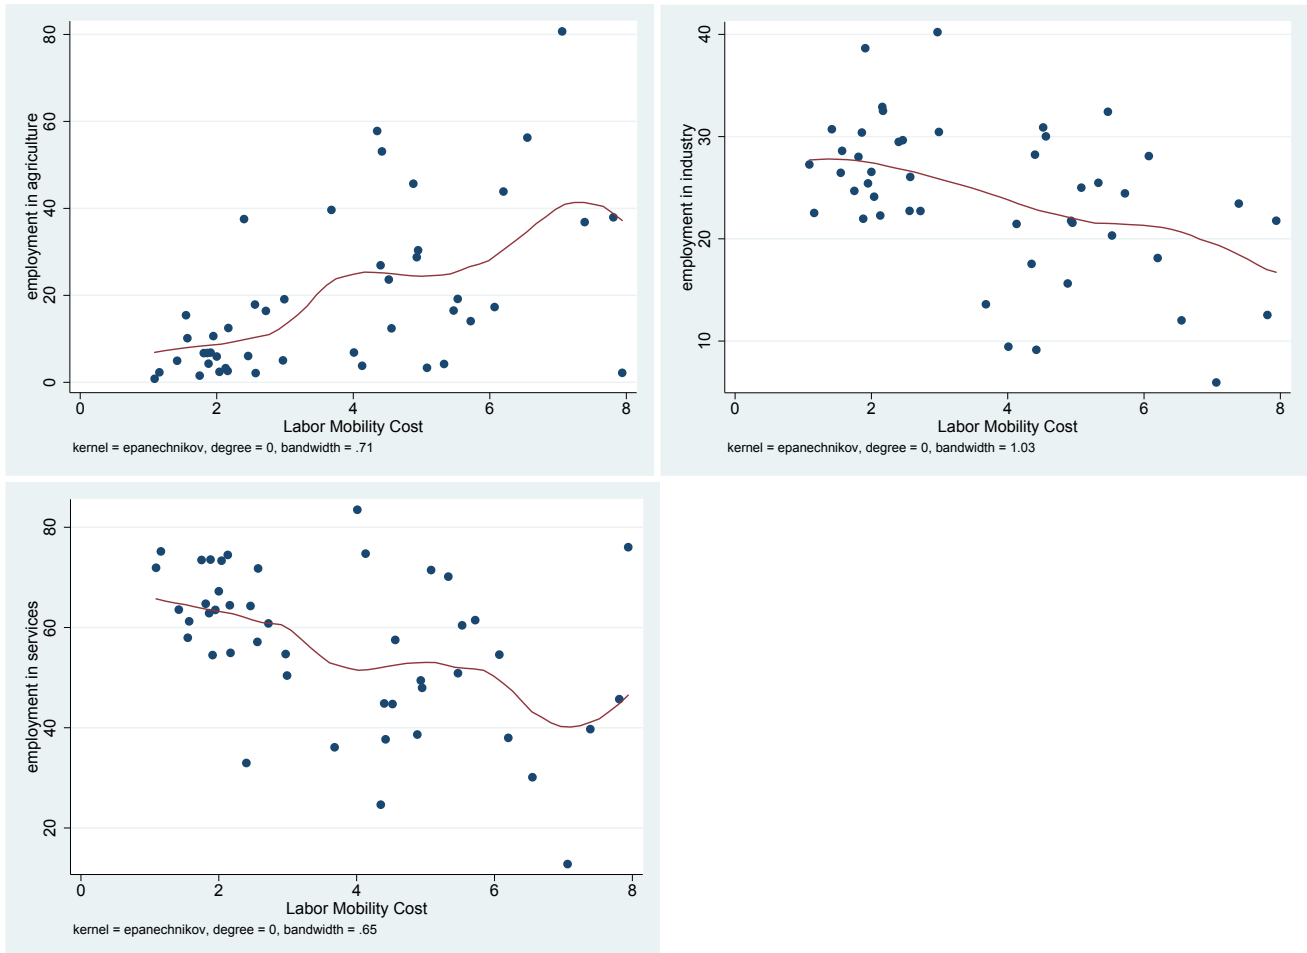 employment in agriculture
80
60
40
20
0
0 2 4 6 8
Labor Mobility Cost
kernel = epanechnikov, degree = 0, bandwidth = .71
employment in industry
40
30
20
10
0 2 4 6 8
Labor Mobility Cost
kernel = epanechnikov, degree = 0, bandwidth = 1.03
employment in services
80
60
40
20
0 2 4 6 8
Labor Mobility Cost
kernel = epanechnikov, degree = 0, bandwidth = .65